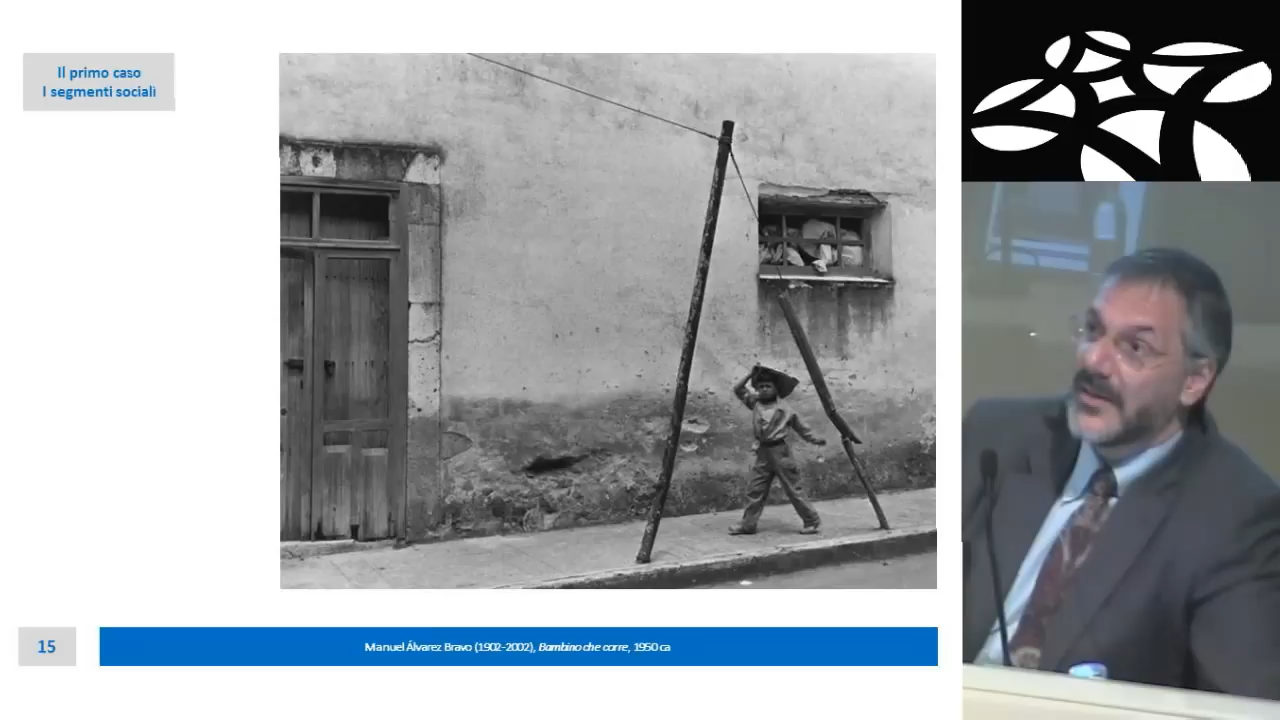 Il primo caso
I segmenti sociali
15
Manuel Álvarez Bravo (1902-2002), Bambino che corre, 1950 ca